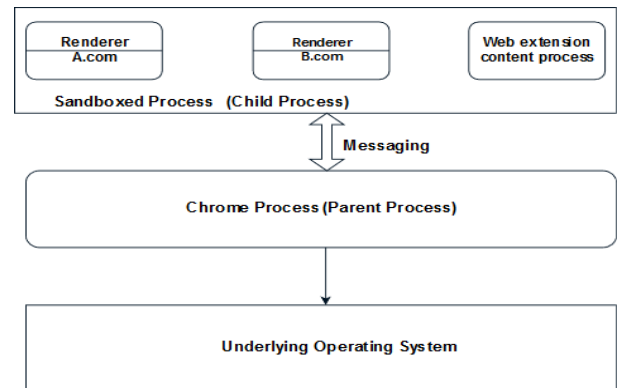 Renderer
A.com
Renderer
B.com
Web extension
content process
Sandboxed Process (Child Process)
Messaging
Chrome Process (Parent Process)
Underlying Operating System